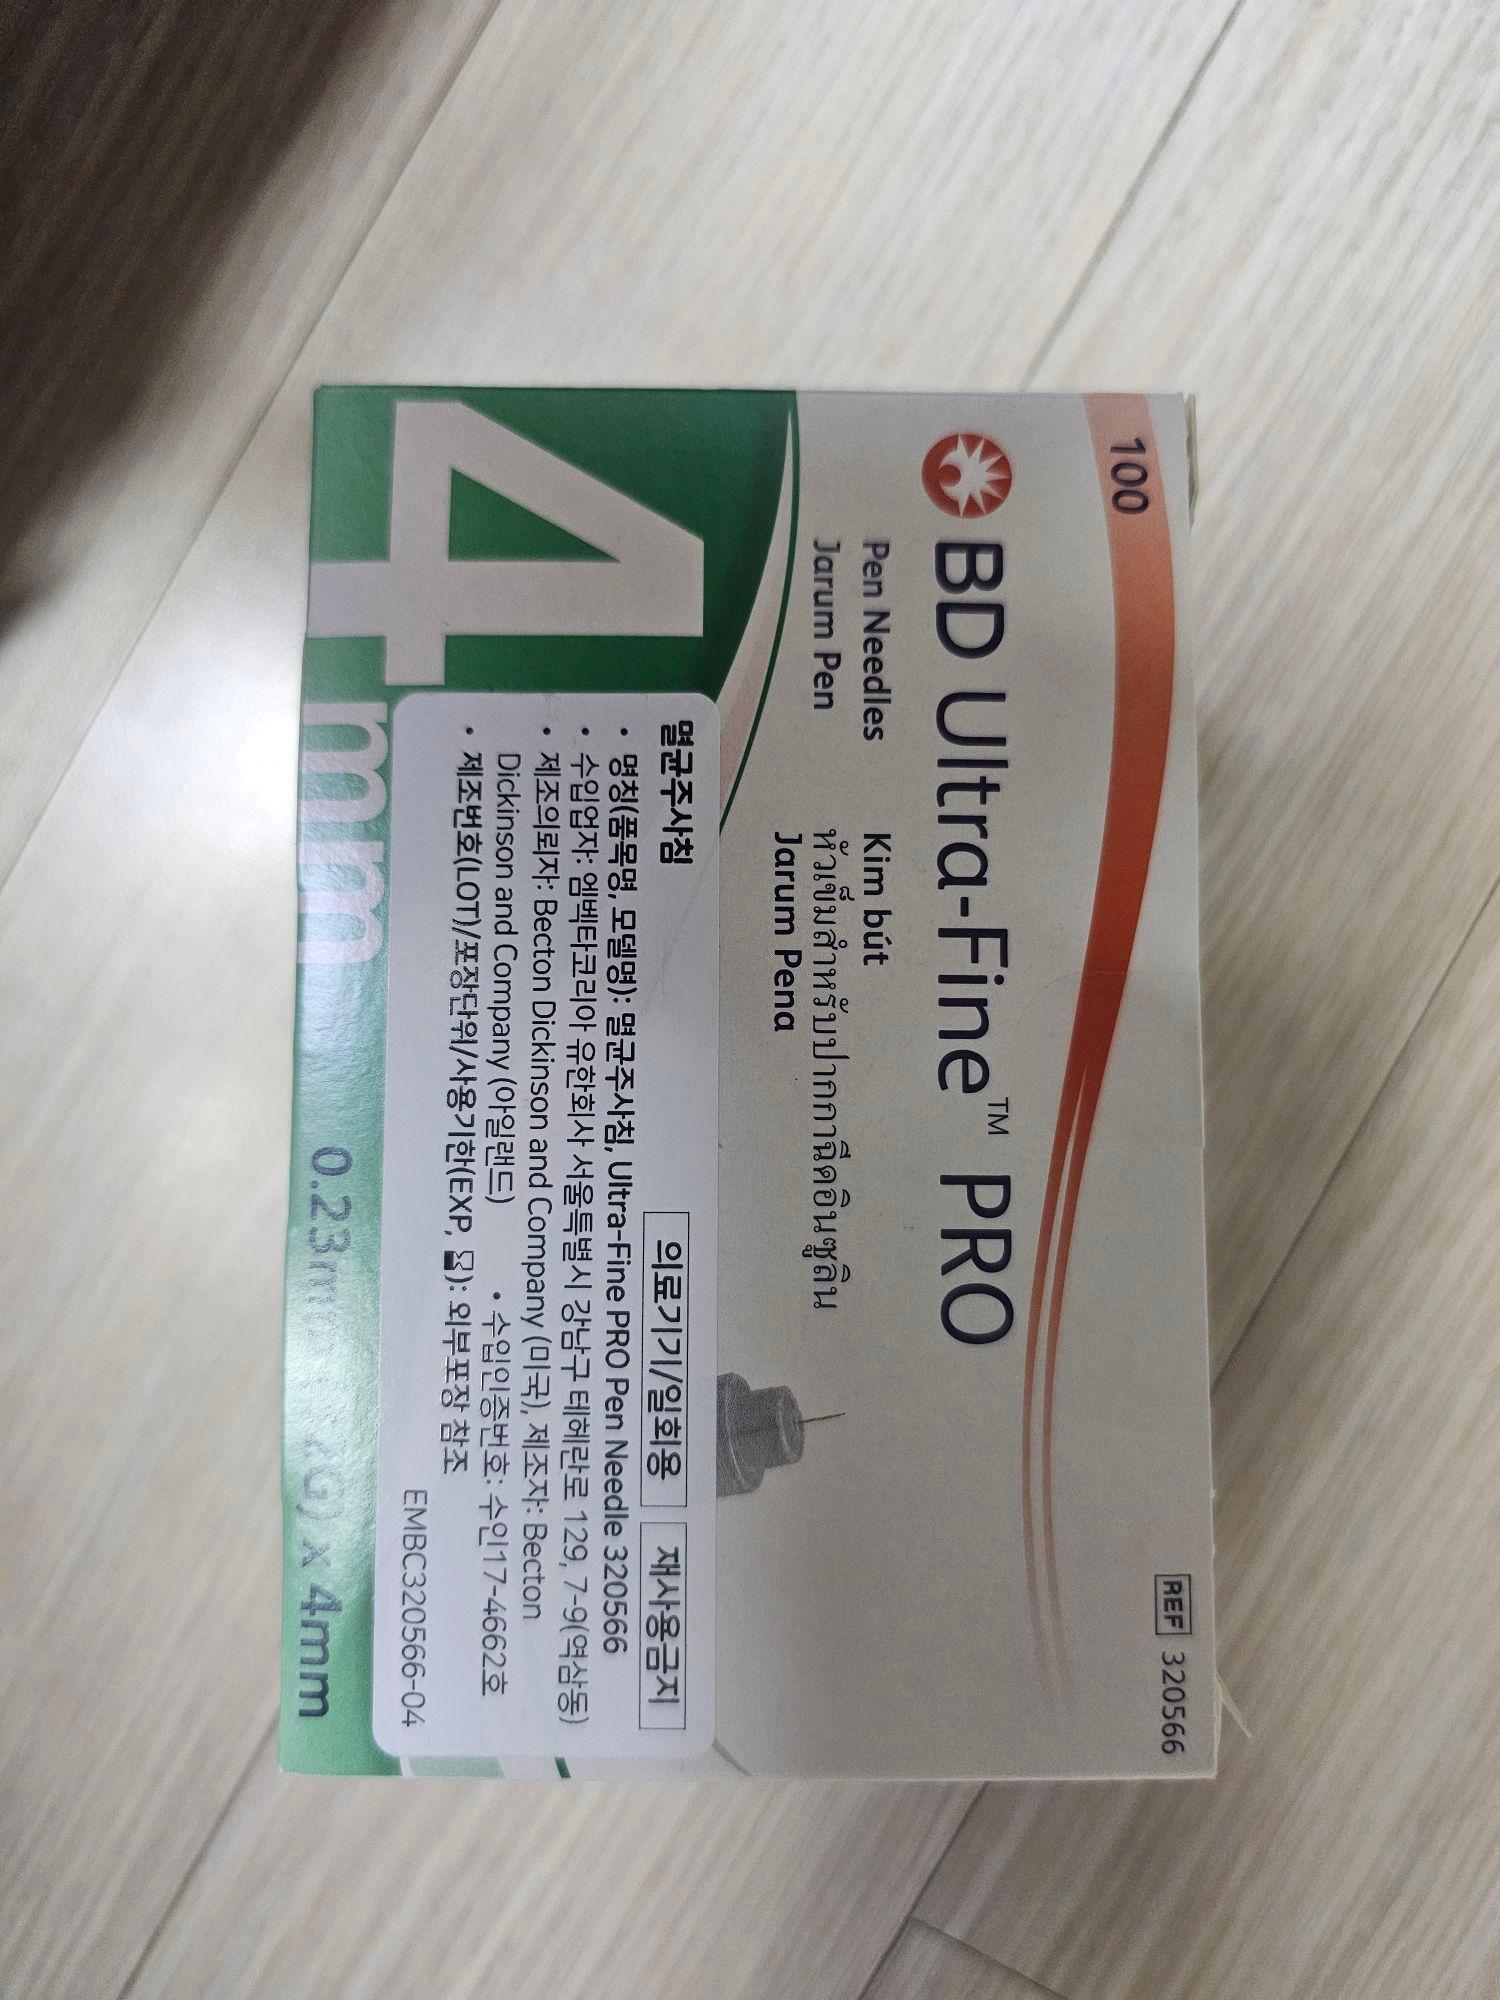 100
REF 320566
BD Ultra-Fine™ PRO
Pen Needles
Jarum Pen
Kim bút
หัวเข็มสำหรับปากกาฉีดอินซูลิน
Jarum Pena
4mm
멸균주사침
의료기기/일회용 재사용금지
• 명칭(품목명, 모델명): 멸균주사침, Ultra-Fine PRO Pen Needle 320566
• 수입업자: 엠벡타코리아 유한회사 서울특별시 강남구 테헤란로 129, 7-9(역삼동)
• 제조의뢰자: Becton Dickinson and Company (미국), 제조자: Becton
Dickinson and Company (아일랜드) • 수입인증번호: 수인17-4662호
• 제조번호(LOT)/포장단위/사용기한(EXP, ): 외부포장 참조
EMBC320566-04
0.23mm x 4mm